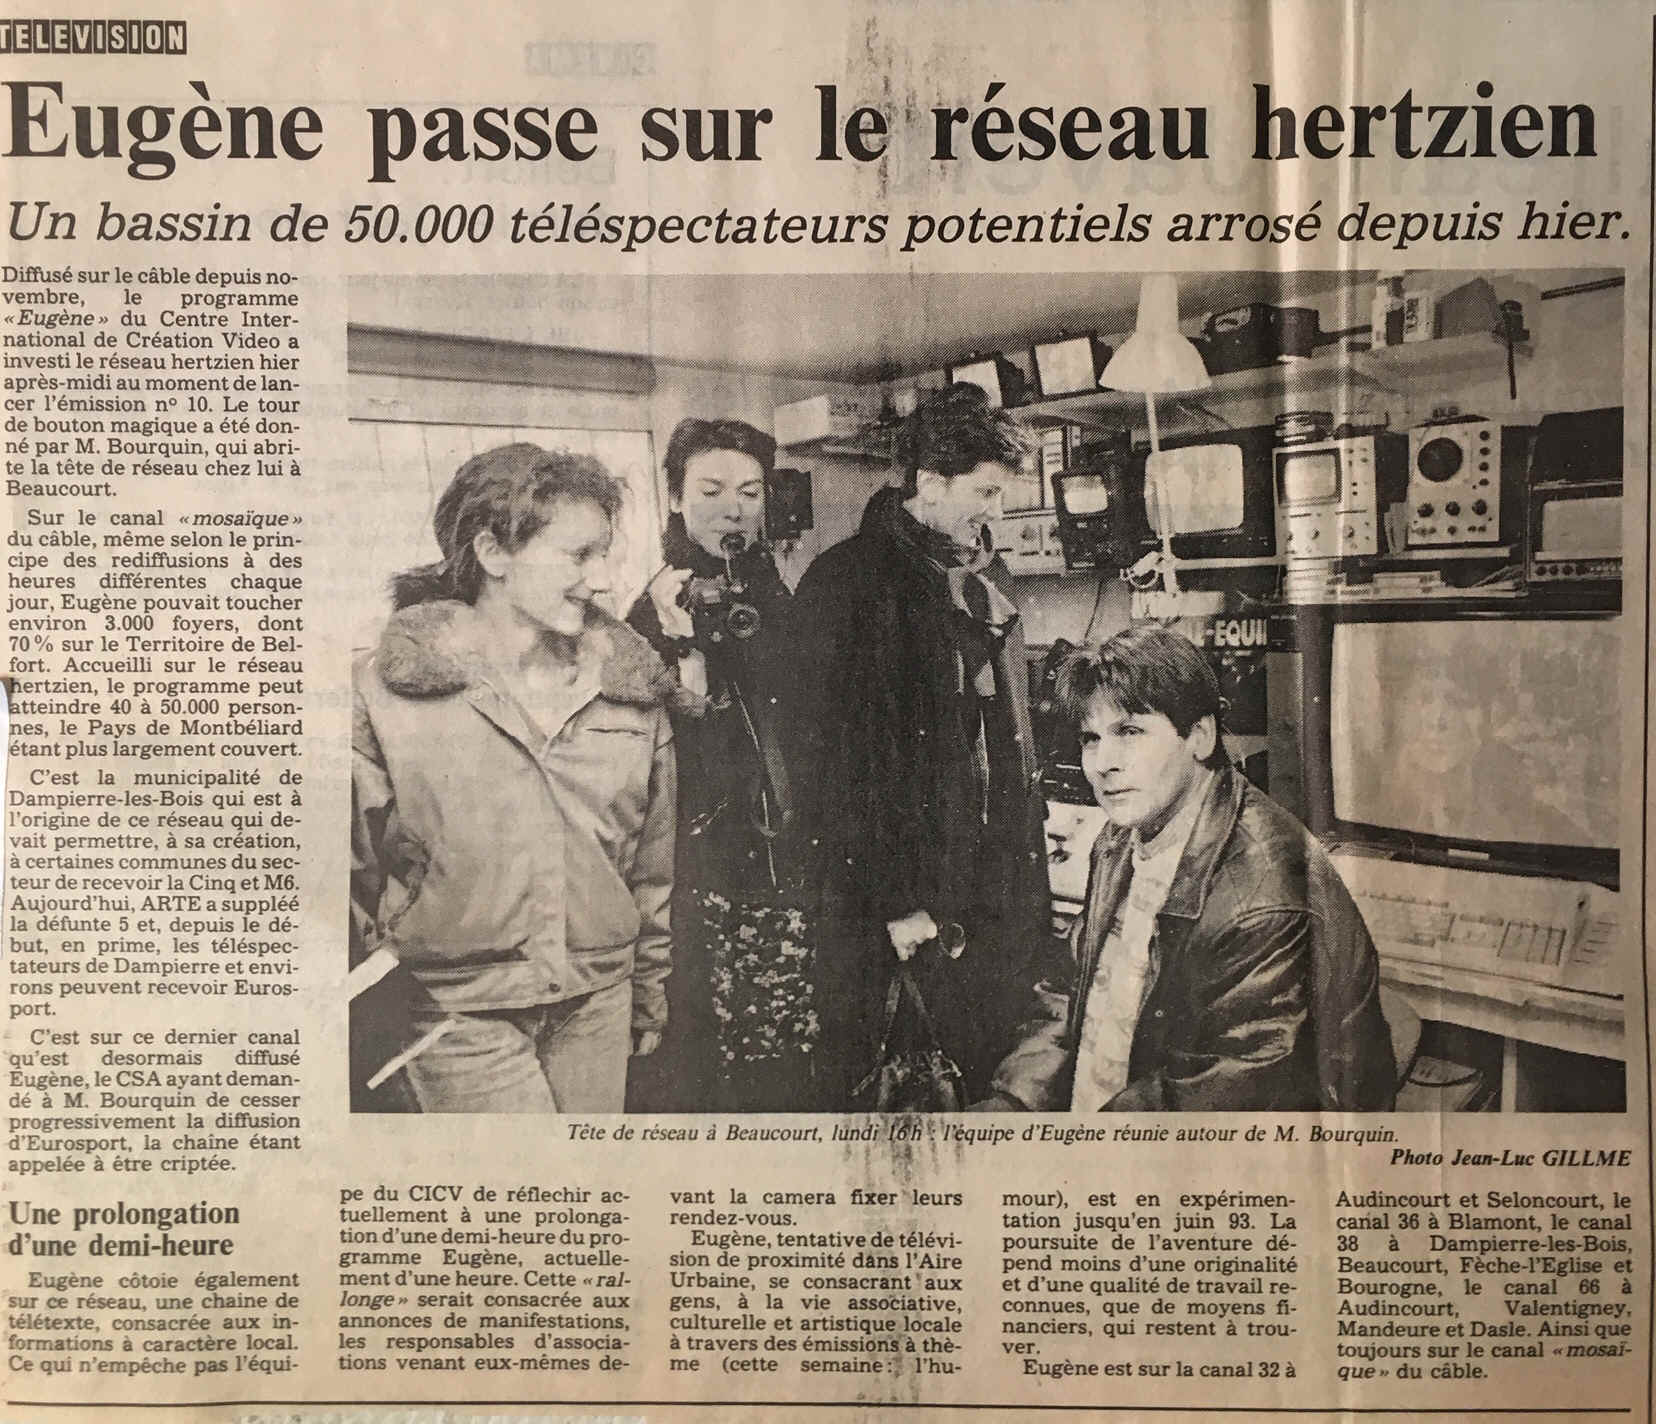 TELEVISION
Eugène passe sur le réseau hertzien
Un bassin de 50.000 téléspectateurs potentiels arrosé depuis hier.
Diffusé sur le câble depuis no-
vembre, le programme
«Eugène» du Centre Inter-
national de Création Video a
investi le réseau hertzien hier
après-midi au moment de lan-
cer l'émission nº 10. Le tour
de bouton magique a été don-
né par M. Bourquin, qui abri-
te la tête de réseau chez lui à
Beaucourt.
Sur le canal «mosaïque»
du câble, même selon le prin-
cipe des rediffusions à des
heures différentes chaque
jour, Eugène pouvait toucher
environ 3.000 foyers, dont
70 % sur le Territoire de Bel-
fort. Accueilli sur le réseau
hertzien, le programme peut
atteindre 40 à 50.000 person-
nes, le Pays de Montbéliard
étant plus largement couvert.
C'est la municipalité de
Dampierre-les-Bois qui est à
l'origine de ce réseau qui de-
vait permettre, à sa création,
à certaines communes du sec-
teur de recevoir la Cinq et M6.
Aujourd'hui, ARTE a suppléé
la défunte 5 et, depuis le dé-
but, en prime, les téléspec-
tateurs de Dampierre et envi-
rons peuvent recevoir Euros-
port.
C'est sur ce dernier canal
qu'est desormais diffusé
Eugène, le CSA ayant deman-
dé à M. Bourquin de cesser
progressivement la diffusion
d'Eurosport, la chaîne étant
appelée à être criptée.
L-EQUI
Tête de réseau à Beaucourt, lundi 16h : l'équipe d'Eugène réunie autour de M. Bourquin.
Photo Jean-Luc GILLME
Une prolongation
d'une demi-heure
Eugène côtoie également
sur ce réseau, une chaine de
télétexte, consacrée aux in-
formations à caractère local.
Ce qui n'empêche pas l'équi-
pe du CICV de réflechir ac-
tuellement à une prolonga-
tion d'une demi-heure du pro-
gramme Eugène, actuelle-
ment d'une heure. Cette «ral-
longe» serait consacrée aux
annonces de manifestations,
les responsables d'associa-
tions venant eux-mêmes de-
vant la camera fixer leurs
rendez-vous.
Eugène, tentative de télévi-
sion de proximité dans l'Aire
Urbaine, se consacrant aux
gens, à la vie associative,
culturelle et artistique locale
à travers des émissions à thè-
me (cette semaine : l'hu-
mour), est en expérimen-
tation jusqu'en juin 93. La
poursuite de l'aventure dé-
pend moins d'une originalité
et d'une qualité de travail re-
connues, que de moyens fi-
nanciers, qui restent à trou-
ver.
Eugène est sur la canal 32 à
Audincourt et Seloncourt, le
canal 36 à Blamont, le canal
38 à Dampierre-les-Bois,
Beaucourt, Fèche-l'Eglise et
Bourogne, le canal 66 à
Audincourt, Valentigney,
Mandeure et Dasle. Ainsi que
toujours sur le canal «mosaï-
que» du câble.